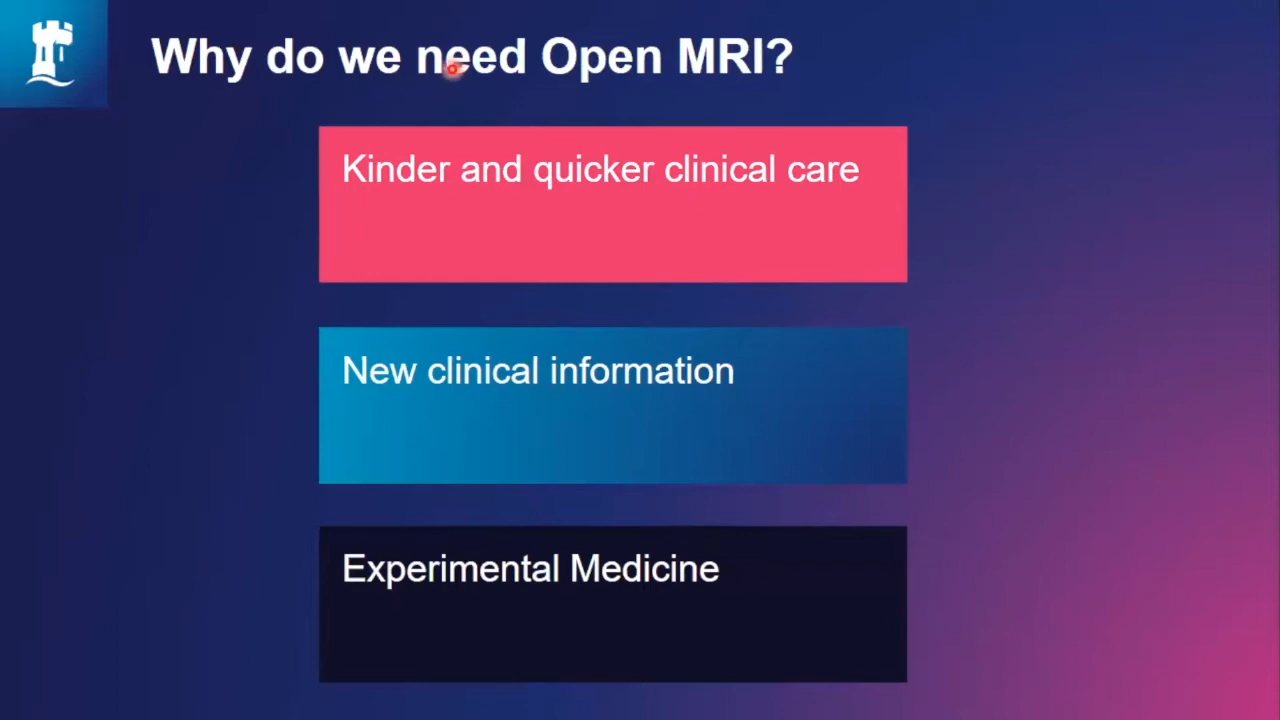 Why do we need Open MRI?
Kinder and quicker clinical care
New clinical information
Experimental Medicine